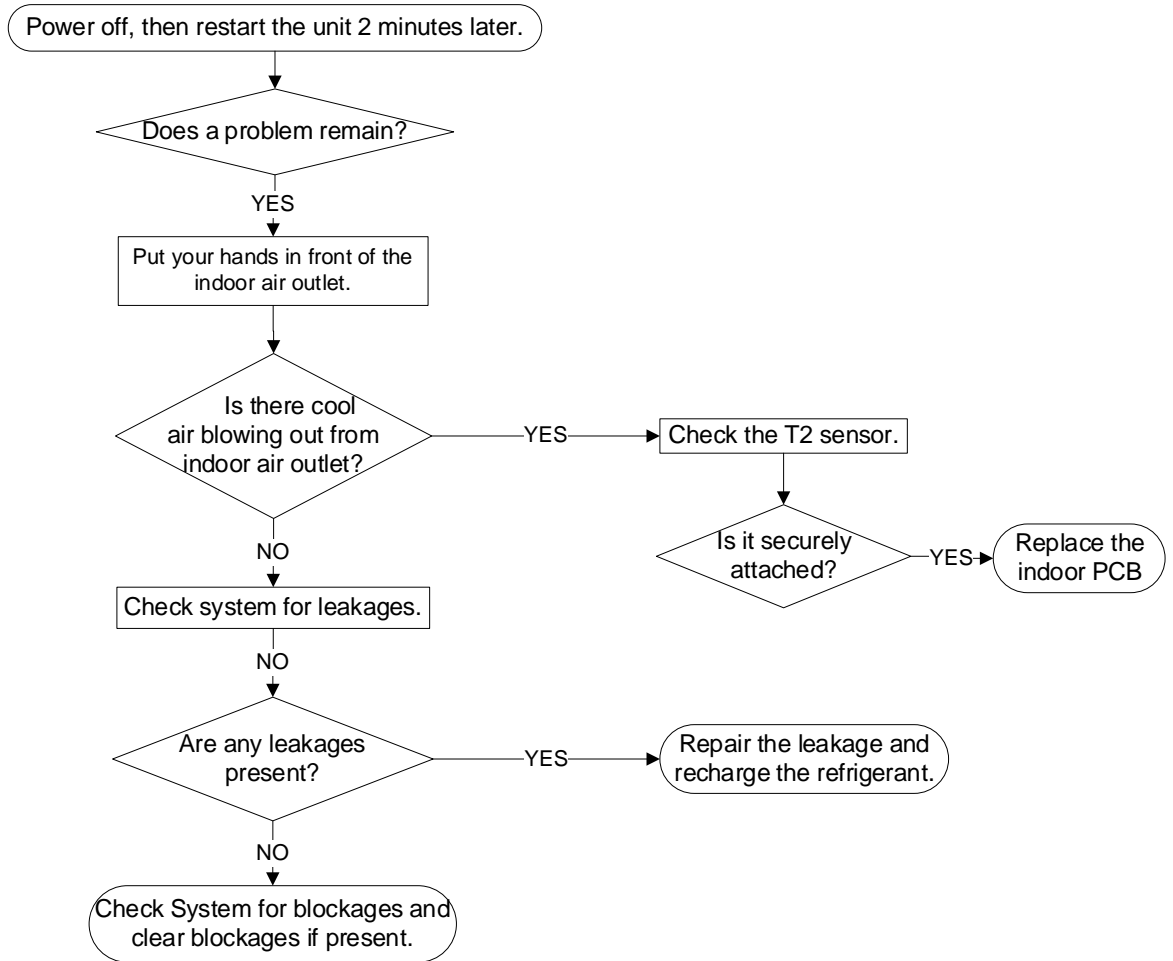 Power off, then restart the unit 2 minutes later.
Does a problem remain?
YES
Put your hands in front of the
indoor air outlet.
Is there cool
air blowing out from
indoor air outlet?
YES
Check the T2 sensor.
Is it securely
attached?
YES
Replace the
indoor PCB
NO
Check system for leakages.
NO
Are any leakages
present?
YES
Repair the leakage and
recharge the refrigerant.
NO
Check System for blockages and
clear blockages if present.